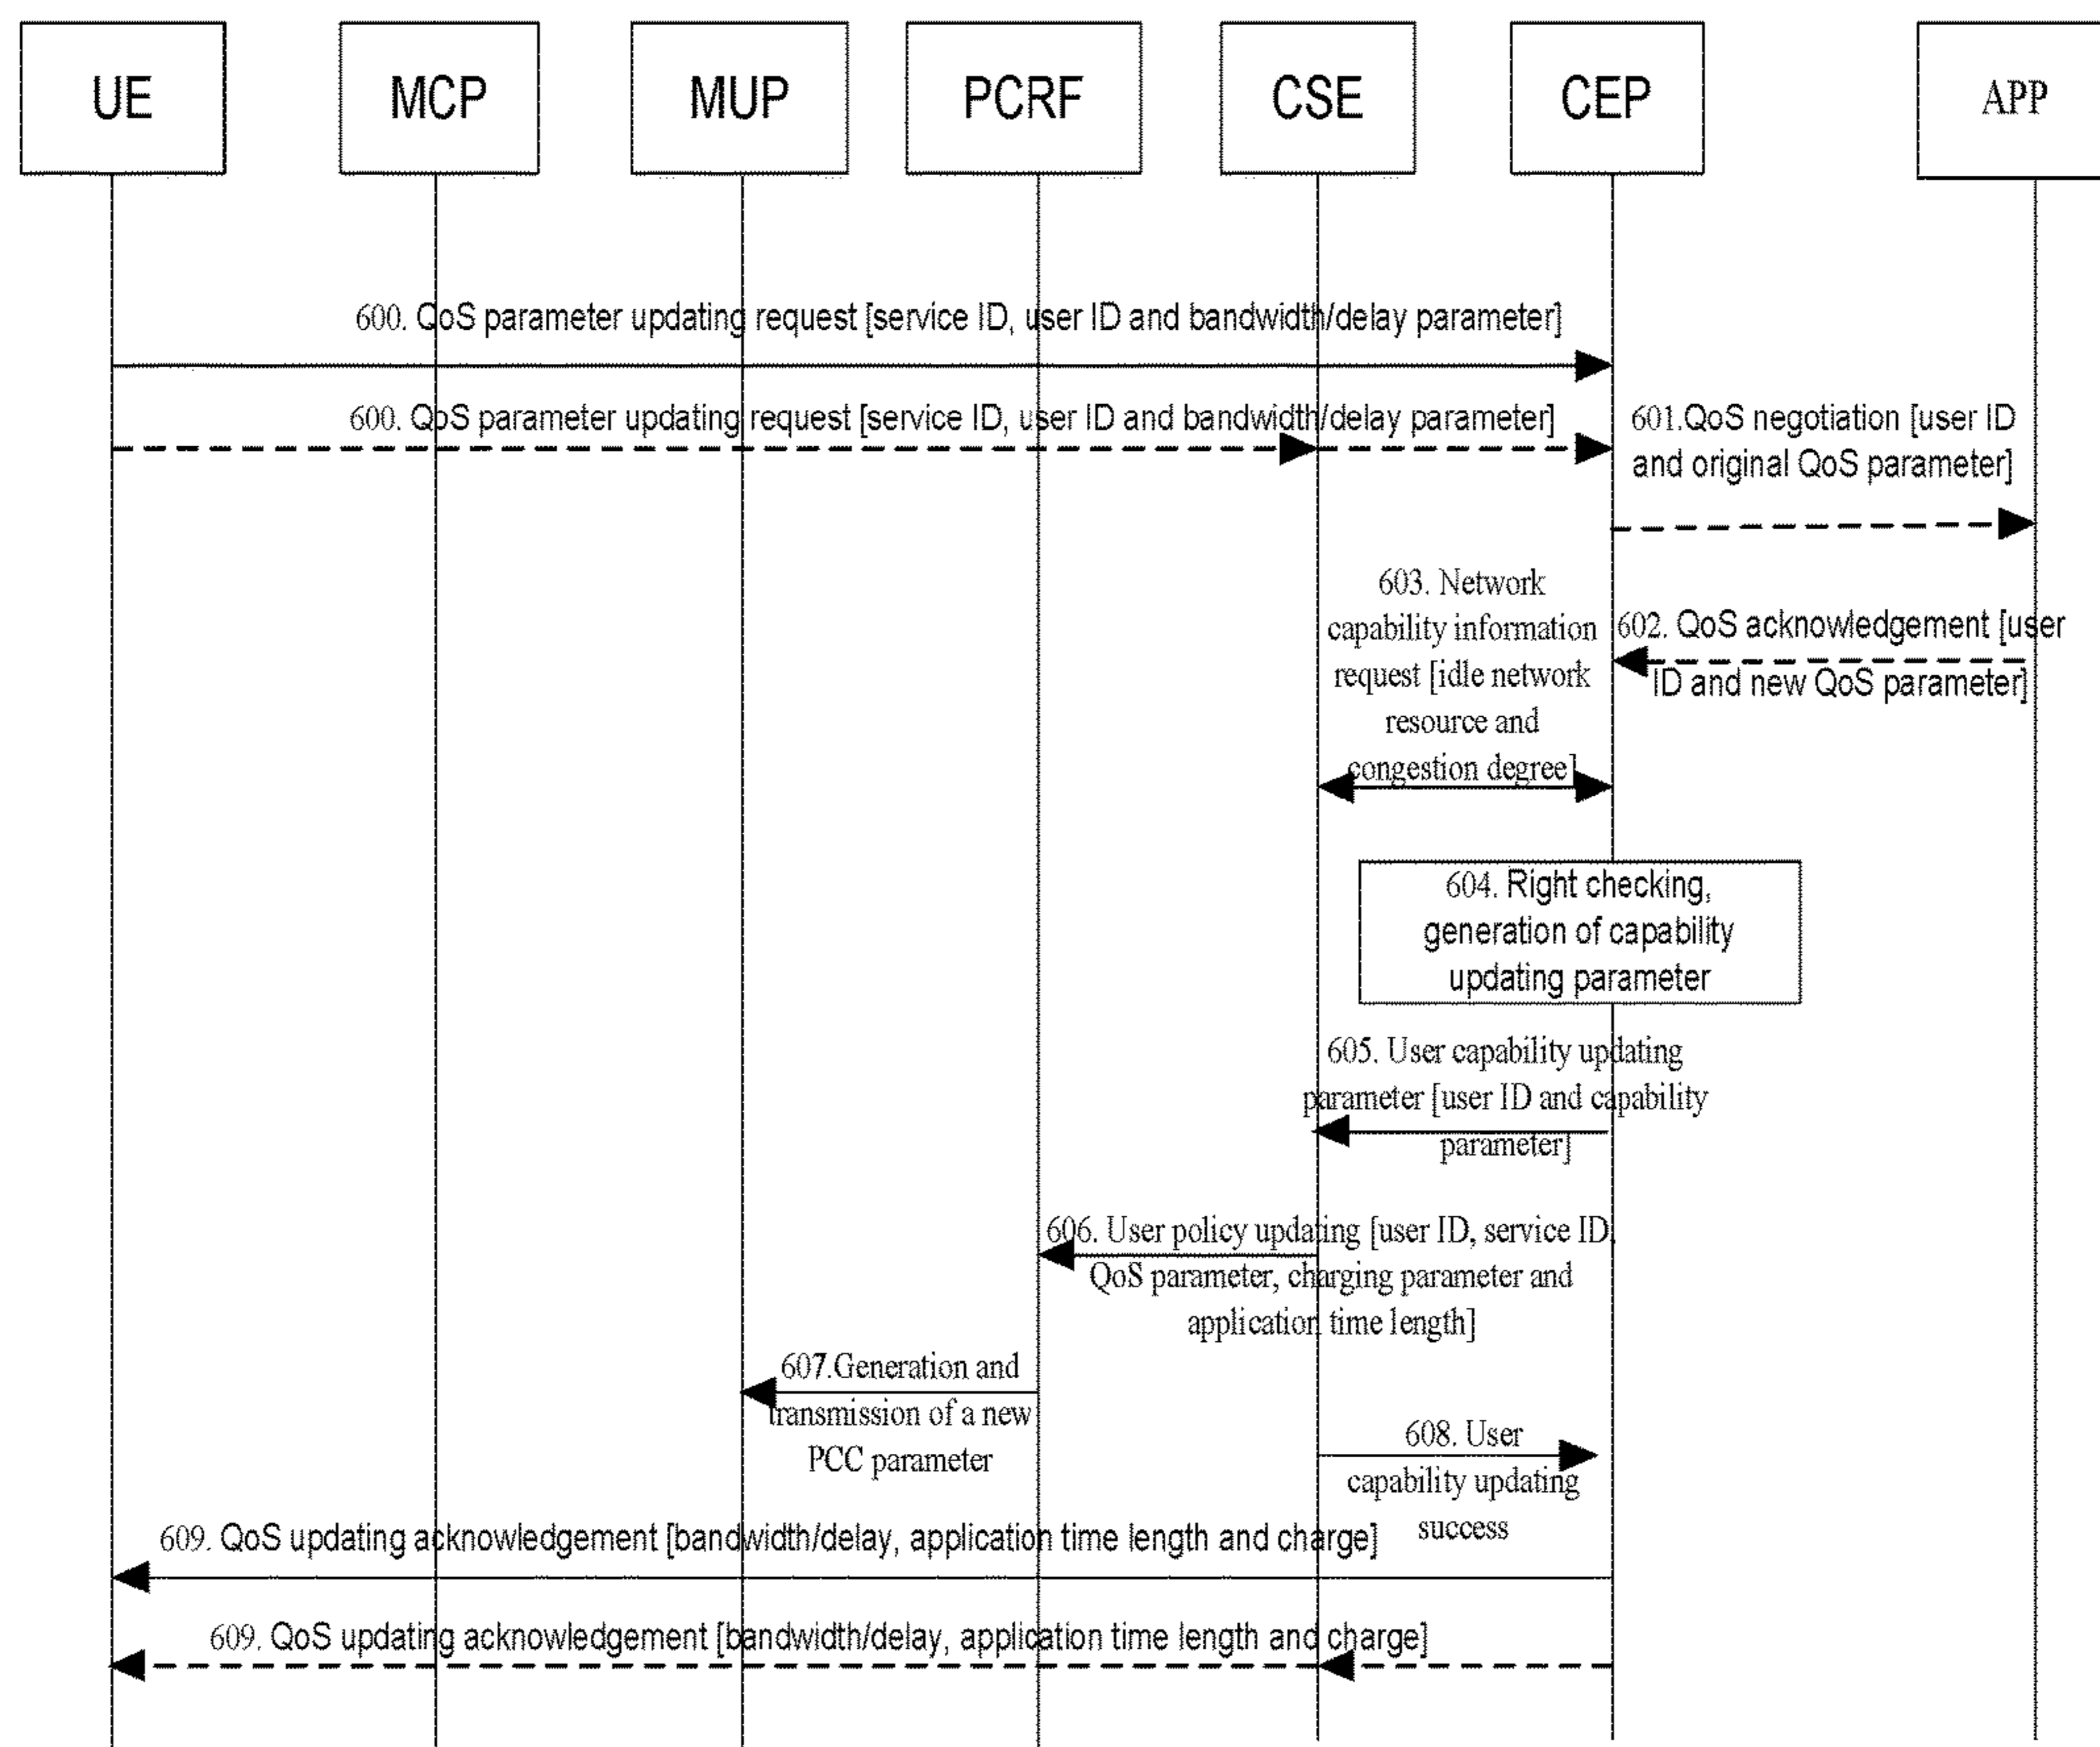 UE
MCP
MUP
PCRF
CSE
CEP
APP
600. QoS parameter updating request [service ID, user ID and bandwidth/delay parameter]
600. QoS parameter updating request [service ID, user ID and bandwidth/delay parameter]
601.QoS negotiation [user ID
and original QoS parameter]
603. Network
capability information
request [idle network
resource and
congestion degree]
602. QoS acknowledgement [user
ID and new QoS parameter]
604. Right checking,
generation of capability
updating parameter
605. User capability updating
parameter [user ID and capability
parameter]
606. User policy updating [user ID, service ID,
QoS parameter, charging parameter and
application time length]
607.Generation and
transmission of a new
PCC parameter
608. User
capability updating
success
609. QoS updating acknowledgement [bandwidth/delay, application time length and charge]
609. QoS updating acknowledgement [bandwidth/delay, application time length and charge]